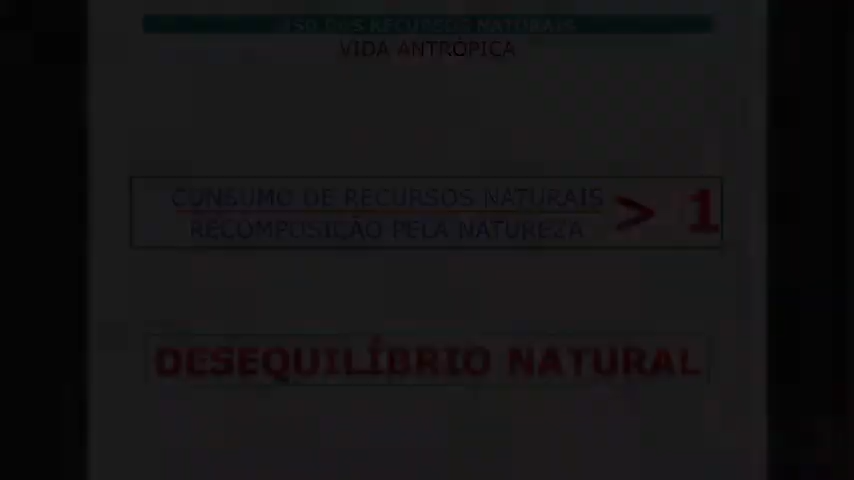 USO DOS RECURSOS NATURAIS
VIDA ANTRÓPICA
CONSUMO DE RECURSOS NATURAIS
RECOMPOSIÇÃO PELA NATUREZA
> 1
DESEQUILÍBRIO NATURAL